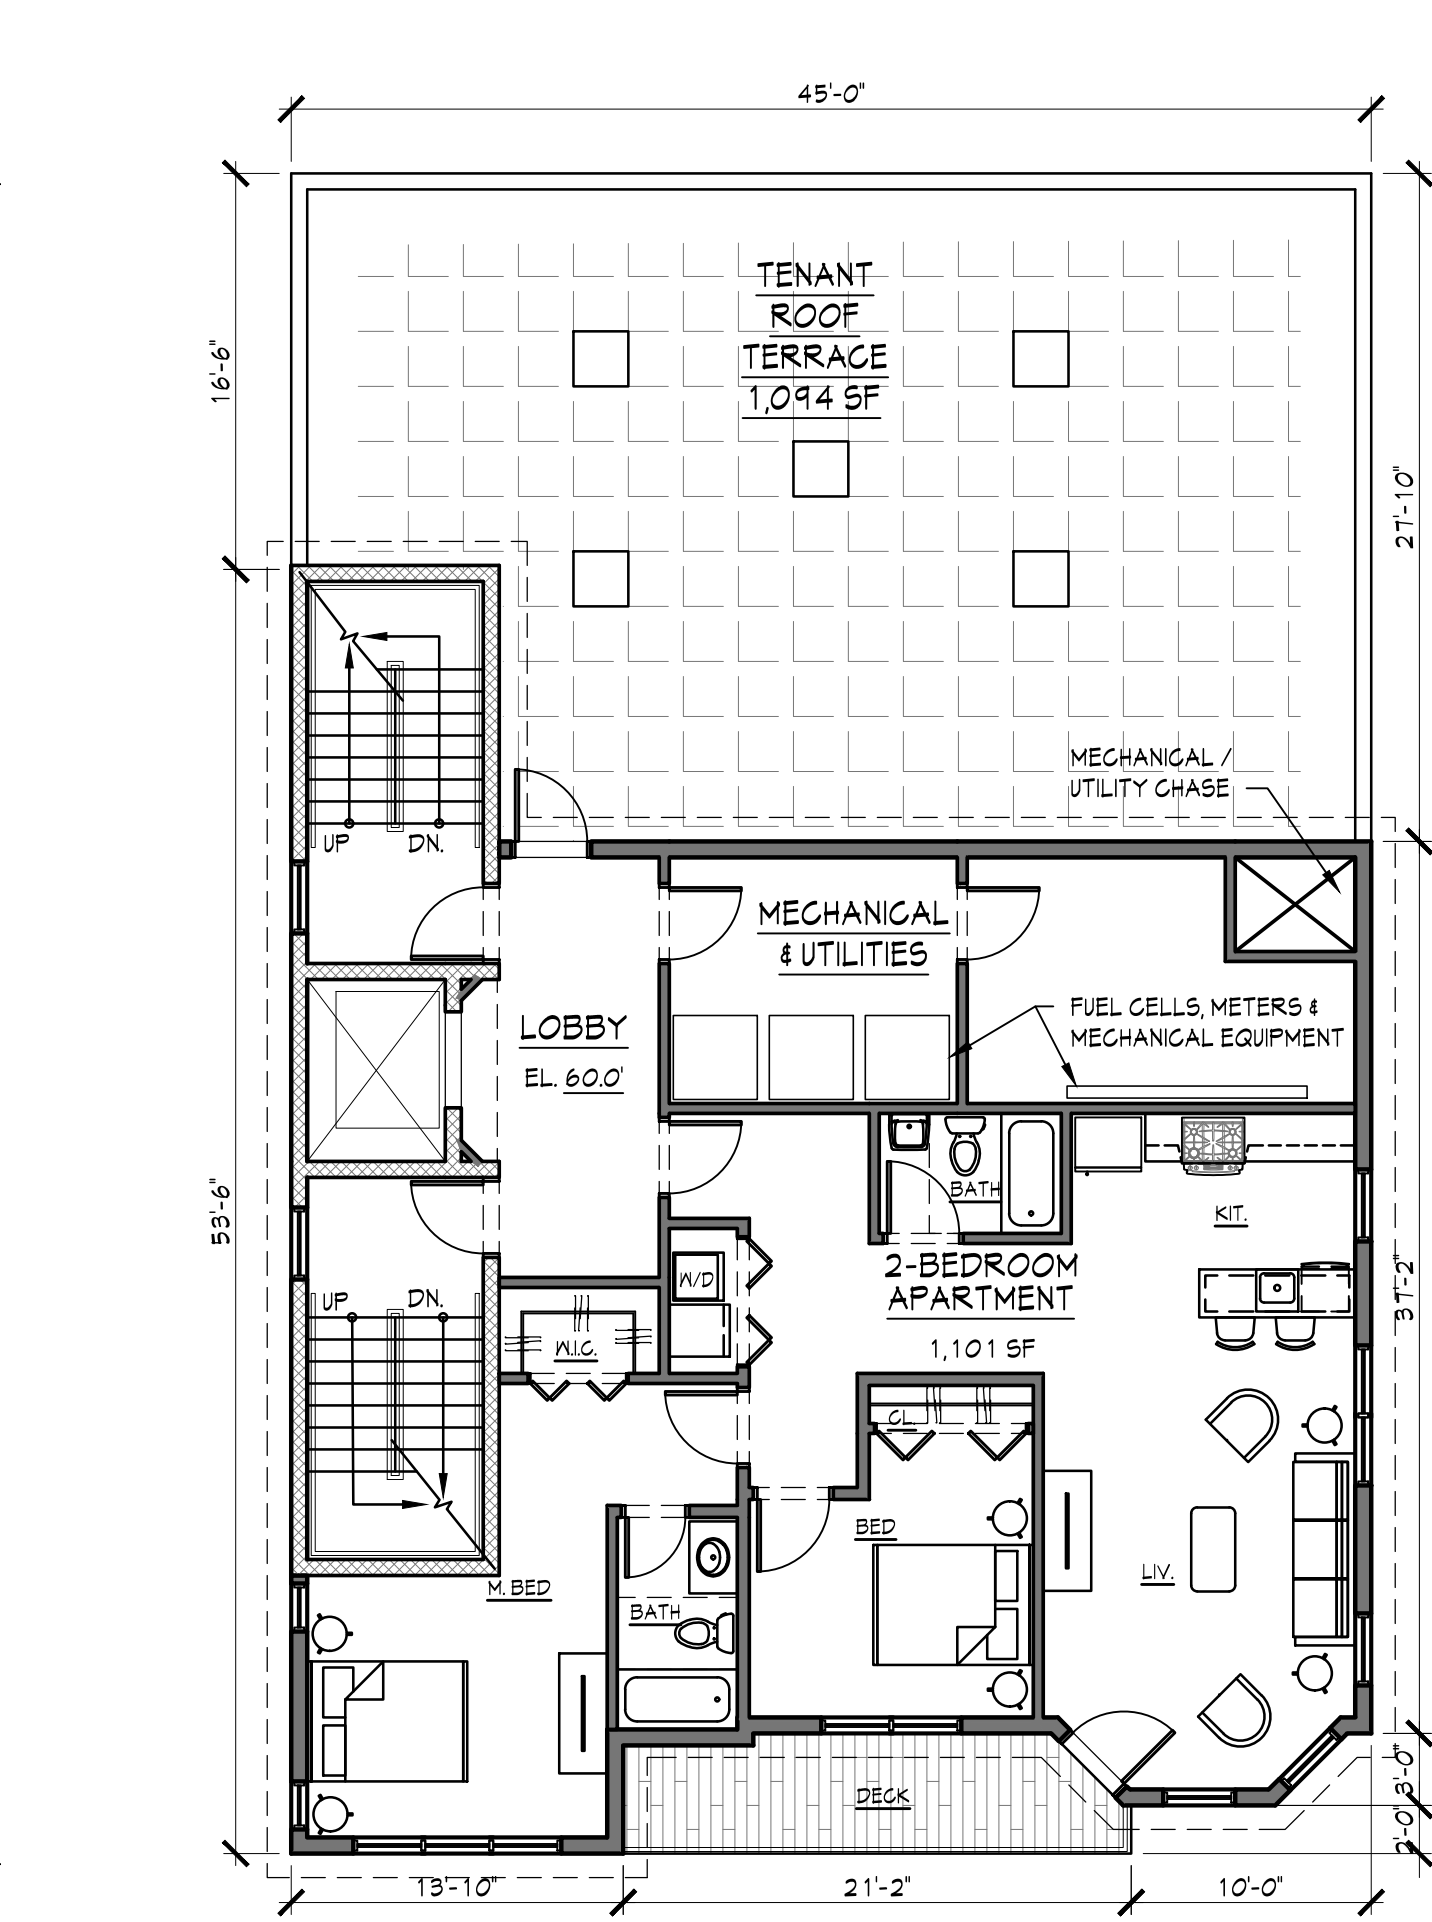 45'-0"
16'-6"
TENANT
ROOF
TERRACE
1,094 SF
27'-10"
MECHANICAL /
UTILITY CHASE
UP
DN.
MECHANICAL
& UTILITIES
LOBBY
EL. 60.0'
FUEL CELLS, METERS &
MECHANICAL EQUIPMENT
BATH
KIT.
53'-6"
2-BEDROOM
APARTMENT
1,101 SF
W/D
37'-2"
UP
DN.
W.I.C.
CL.
BED
LIV.
M. BED
BATH
DECK
3'-0"
2'-0"
13'-10"
21'-2"
10'-0"